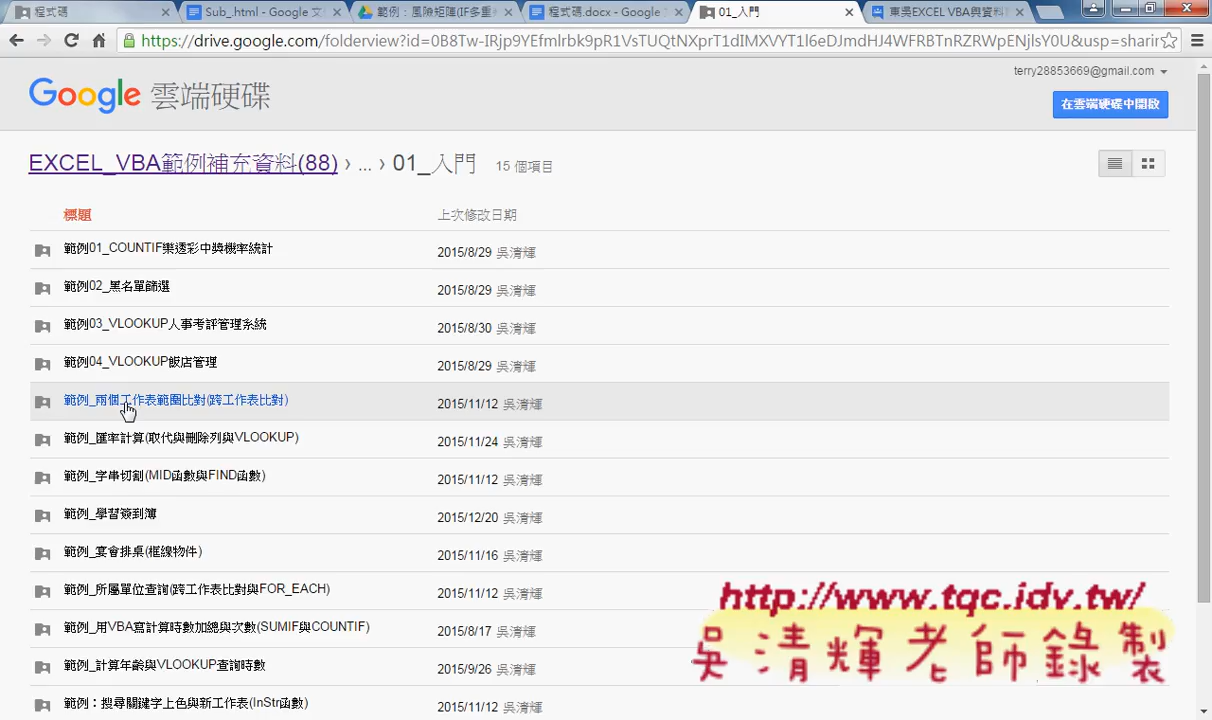 程式碼
Sub_.html - Google 文
範例：風險矩陣(IF多重
程式碼.docx - Google
01_入門
東吳EXCEL VBA與資料
https://drive.google.com/folderview?id=0B8Tw-IRjp9YEfmlrbk9pR1VsTUQtNXprT1dIMXVYT1l6eDJmdHJ4WFRBTnRZRWpENjlsY0U&usp=sharin
terry28853669@gmail.com
Google 雲端硬碟
在雲端硬碟中開啟
EXCEL_VBA範例補充資料(88) › ... › 01_入門 15 個項目
標題 上次修改日期
範例01_COUNTIF樂透彩中獎機率統計 2015/8/29 吳清輝
範例02_黑名單篩選 2015/8/29 吳清輝
範例03_VLOOKUP人事考評管理系統 2015/8/30 吳清輝
範例04_VLOOKUP飯店管理 2015/8/29 吳清輝
範例_兩個工作表範圍比對(跨工作表比對) 2015/11/12 吳清輝
範例_匯率計算(取代與刪除列與VLOOKUP) 2015/11/24 吳清輝
範例_字串切割(MID函數與FIND函數) 2015/11/12 吳清輝
範例_學習簽到簿 2015/12/20 吳清輝
範例_宴會排桌(框線物件) 2015/11/16 吳清輝
範例_所屬單位查詢(跨工作表比對與FOR_EACH) 2015/11/12 吳清輝
範例_用VBA寫計算時數加總與次數(SUMIF與COUNTIF) 2015/8/17 吳清輝
範例_計算年齡與VLOOKUP查詢時數 2015/9/26 吳清輝
範例：搜尋關鍵字上色與新工作表(InStr函數) 2015/11/12 吳清輝
http://www.tqc.idv.tw/
吳清輝老師錄製